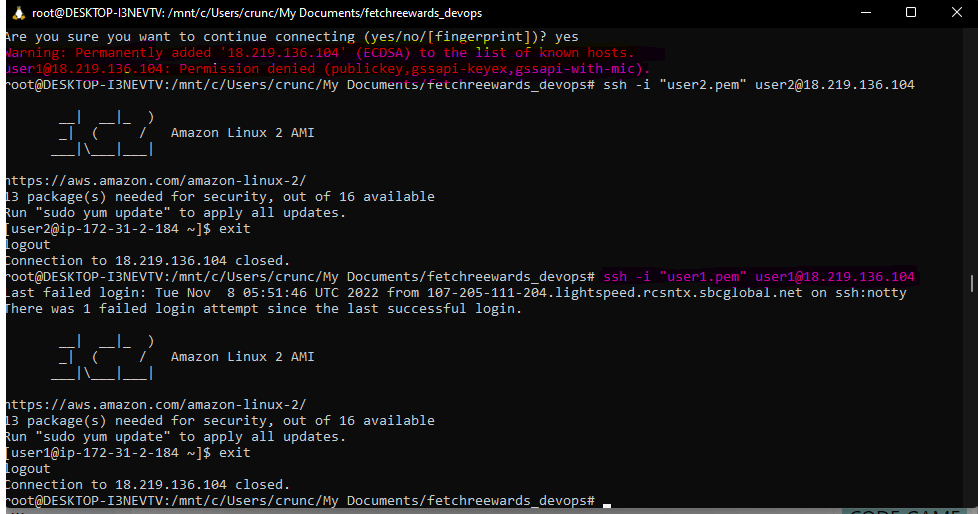 root@DESKTOP-I3NEVTV: /mnt/c/Users/crunc/My Documents/fetchreewards_devops
Are you sure you want to continue connecting (yes/no/[fingerprint])? yes
Warning: Permanently added '18.219.136.104' (ECDSA) to the list of known hosts.
user1@18.219.136.104: Permission denied (publickey,gssapi-keyex,gssapi-with-mic).
root@DESKTOP-I3NEVTV:/mnt/c/Users/crunc/My Documents/fetchreewards_devops# ssh -i "user2.pem" user2@18.219.136.104
       __|  __|_  )
       _|  (     /   Amazon Linux 2 AMI
      ___|\___|___|
https://aws.amazon.com/amazon-linux-2/
13 package(s) needed for security, out of 16 available
Run "sudo yum update" to apply all updates.
[user2@ip-172-31-2-184 ~]$ exit
logout
Connection to 18.219.136.104 closed.
root@DESKTOP-I3NEVTV:/mnt/c/Users/crunc/My Documents/fetchreewards_devops# ssh -i "user1.pem" user1@18.219.136.104
Last failed login: Tue Nov  8 05:51:46 UTC 2022 from 107-205-111-204.lightspeed.rcsntx.sbcglobal.net on ssh:notty
There was 1 failed login attempt since the last successful login.
       __|  __|_  )
       _|  (     /   Amazon Linux 2 AMI
      ___|\___|___|
https://aws.amazon.com/amazon-linux-2/
13 package(s) needed for security, out of 16 available
Run "sudo yum update" to apply all updates.
[user1@ip-172-31-2-184 ~]$ exit
logout
Connection to 18.219.136.104 closed.
root@DESKTOP-I3NEVTV:/mnt/c/Users/crunc/My Documents/fetchreewards_devops#